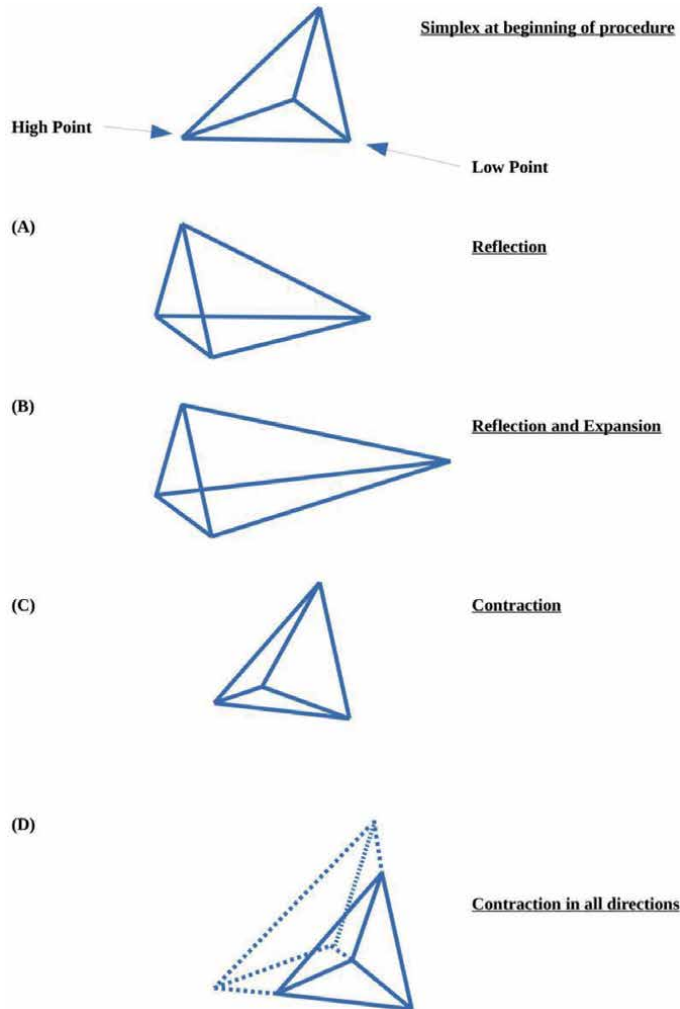 Simplex at beginning of procedure
High Point
Low Point
(A)
Reflection
(B)
Reflection and Expansion
(C)
Contraction
(D)
Contraction in all directions